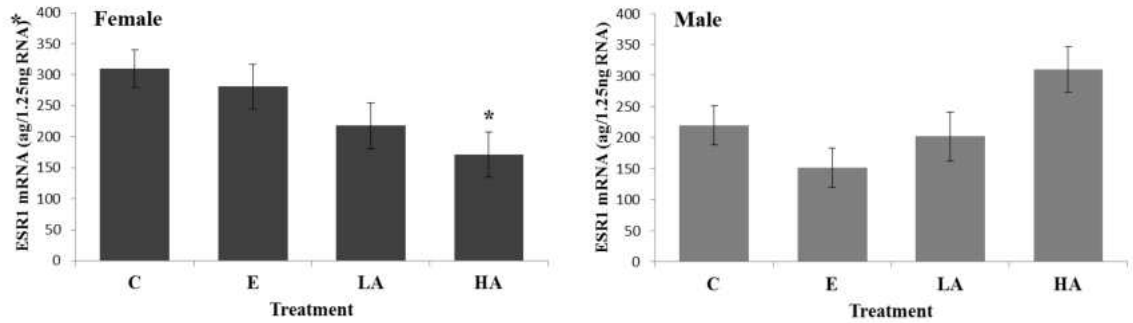 Female
ESR1 mRNA (ag/1.25ng RNA)*
400
350
300
250
200
150
100
50
0
*
C E LA HA
Treatment
Male
ESR1 mRNA (ag/1.25ng RNA)
400
350
300
250
200
150
100
50
0
C E LA HA
Treatment